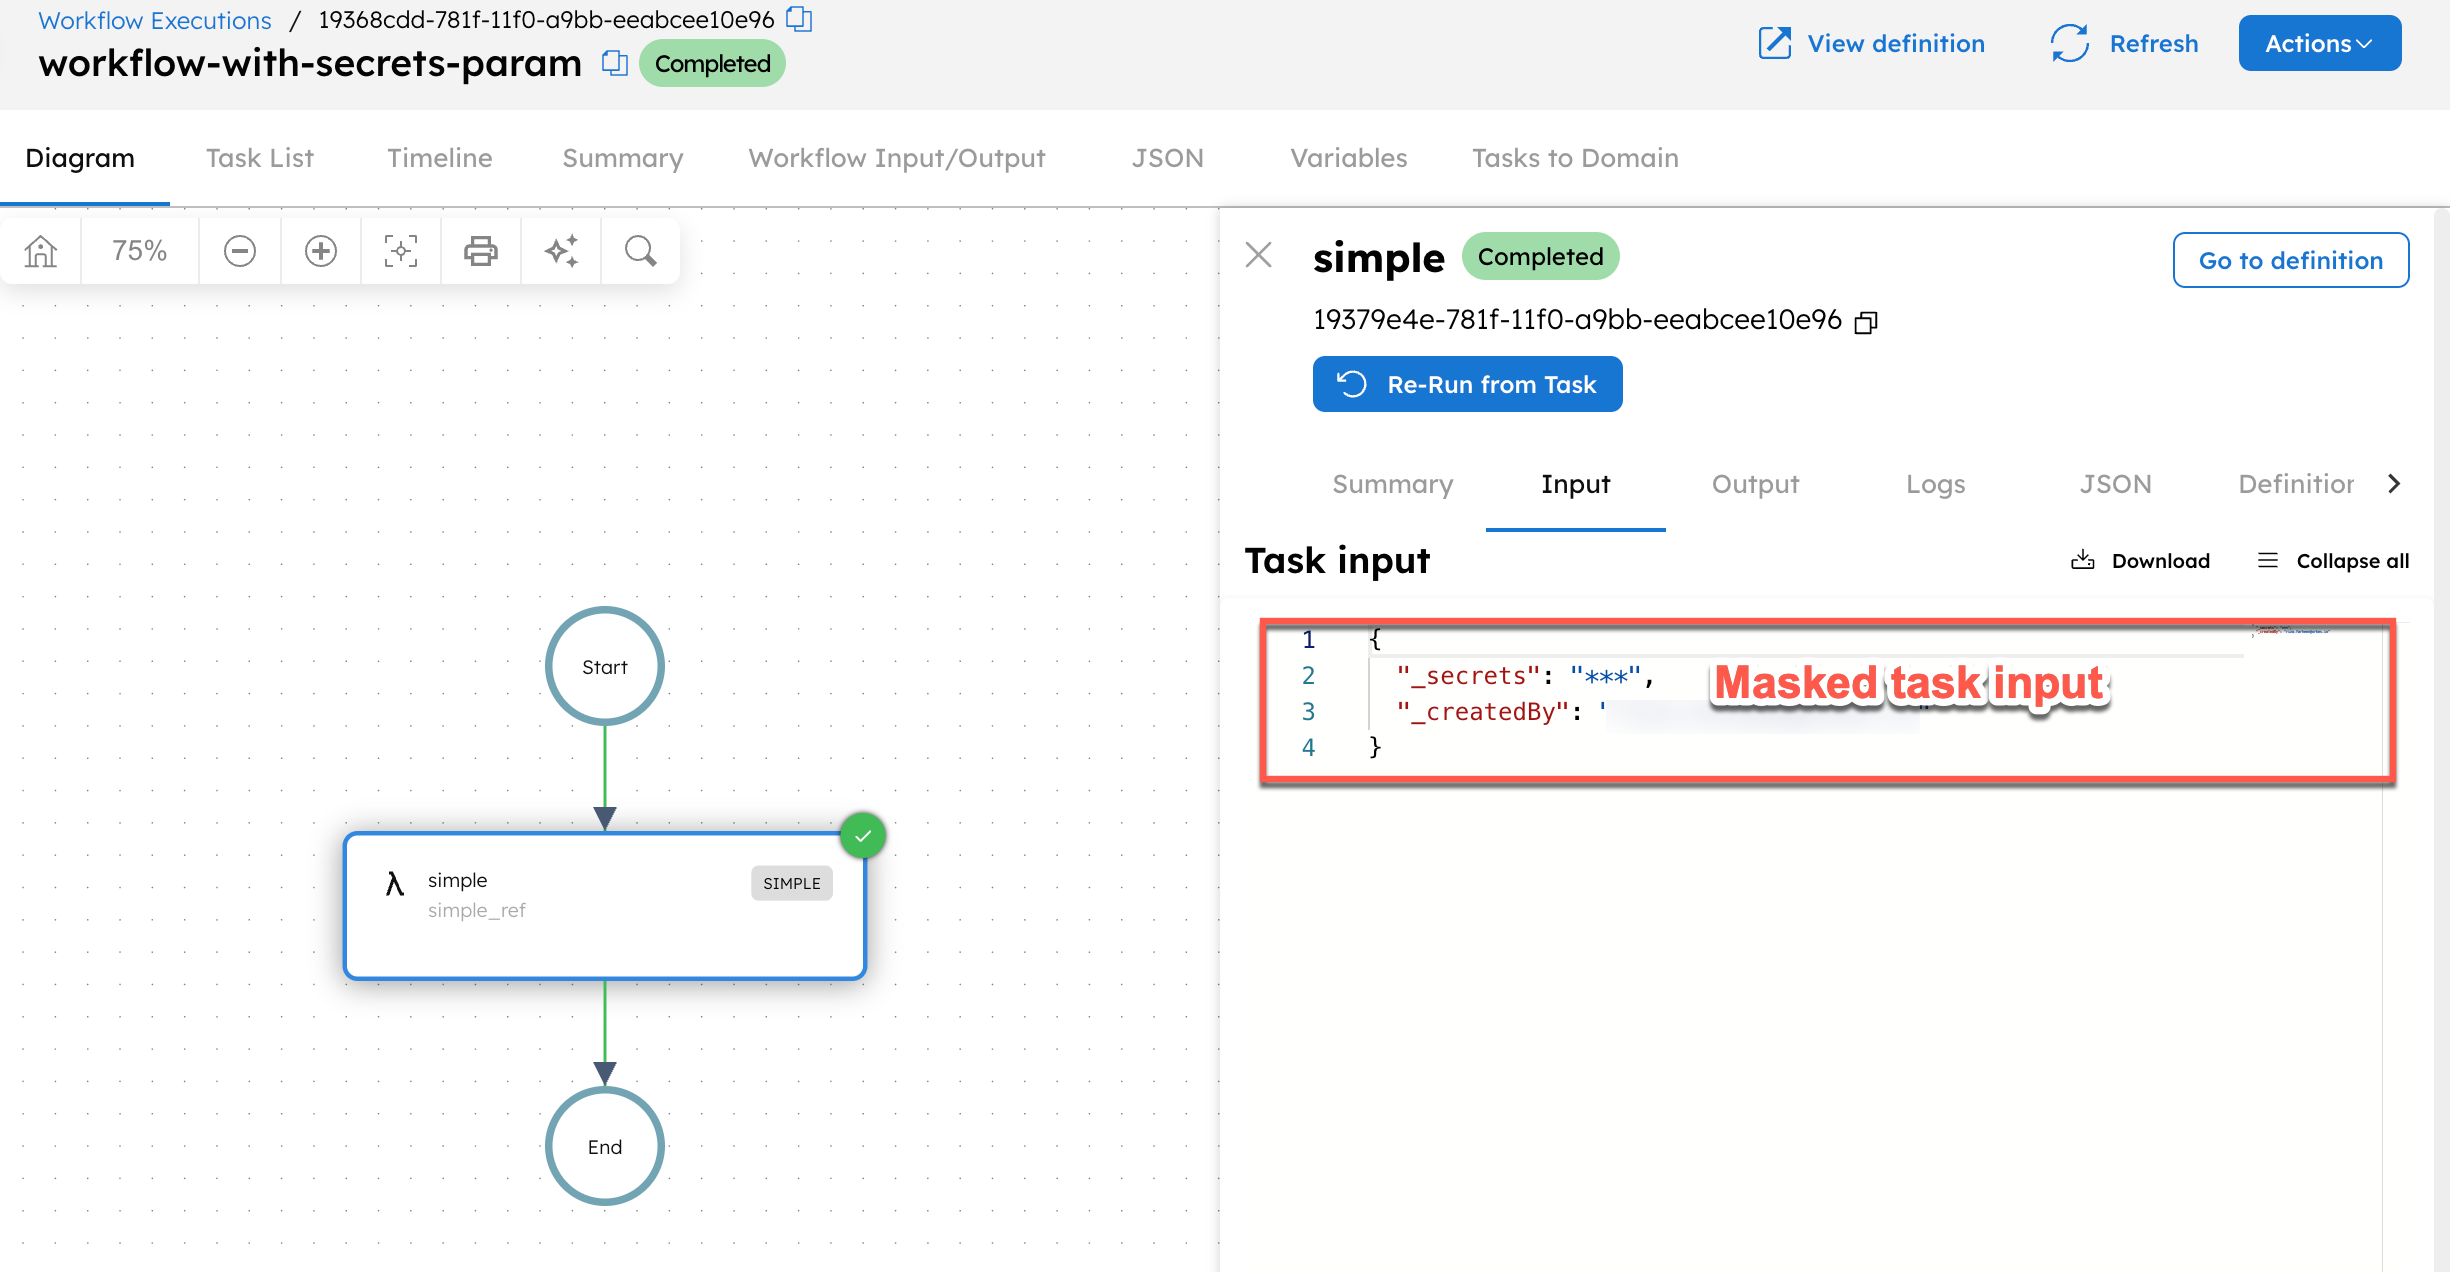 Workflow Executions / 19368cdd-781f-11f0-a9bb-eeabcee10e96
workflow-with-secrets-param Completed
View definition Refresh Actions
Diagram Task List Timeline Summary Workflow Input/Output JSON Variables Tasks to Domain
75%
Start
simple SIMPLE
simple_ref
End
simple Completed
Go to definition
19379e4e-781f-11f0-a9bb-eeabcee10e96
Re-Run from Task
Summary Input Output Logs JSON Definition
Task input Download Collapse all
1 {
2 "_secrets": "***",
3 "_createdBy": "
4 }
Masked task input